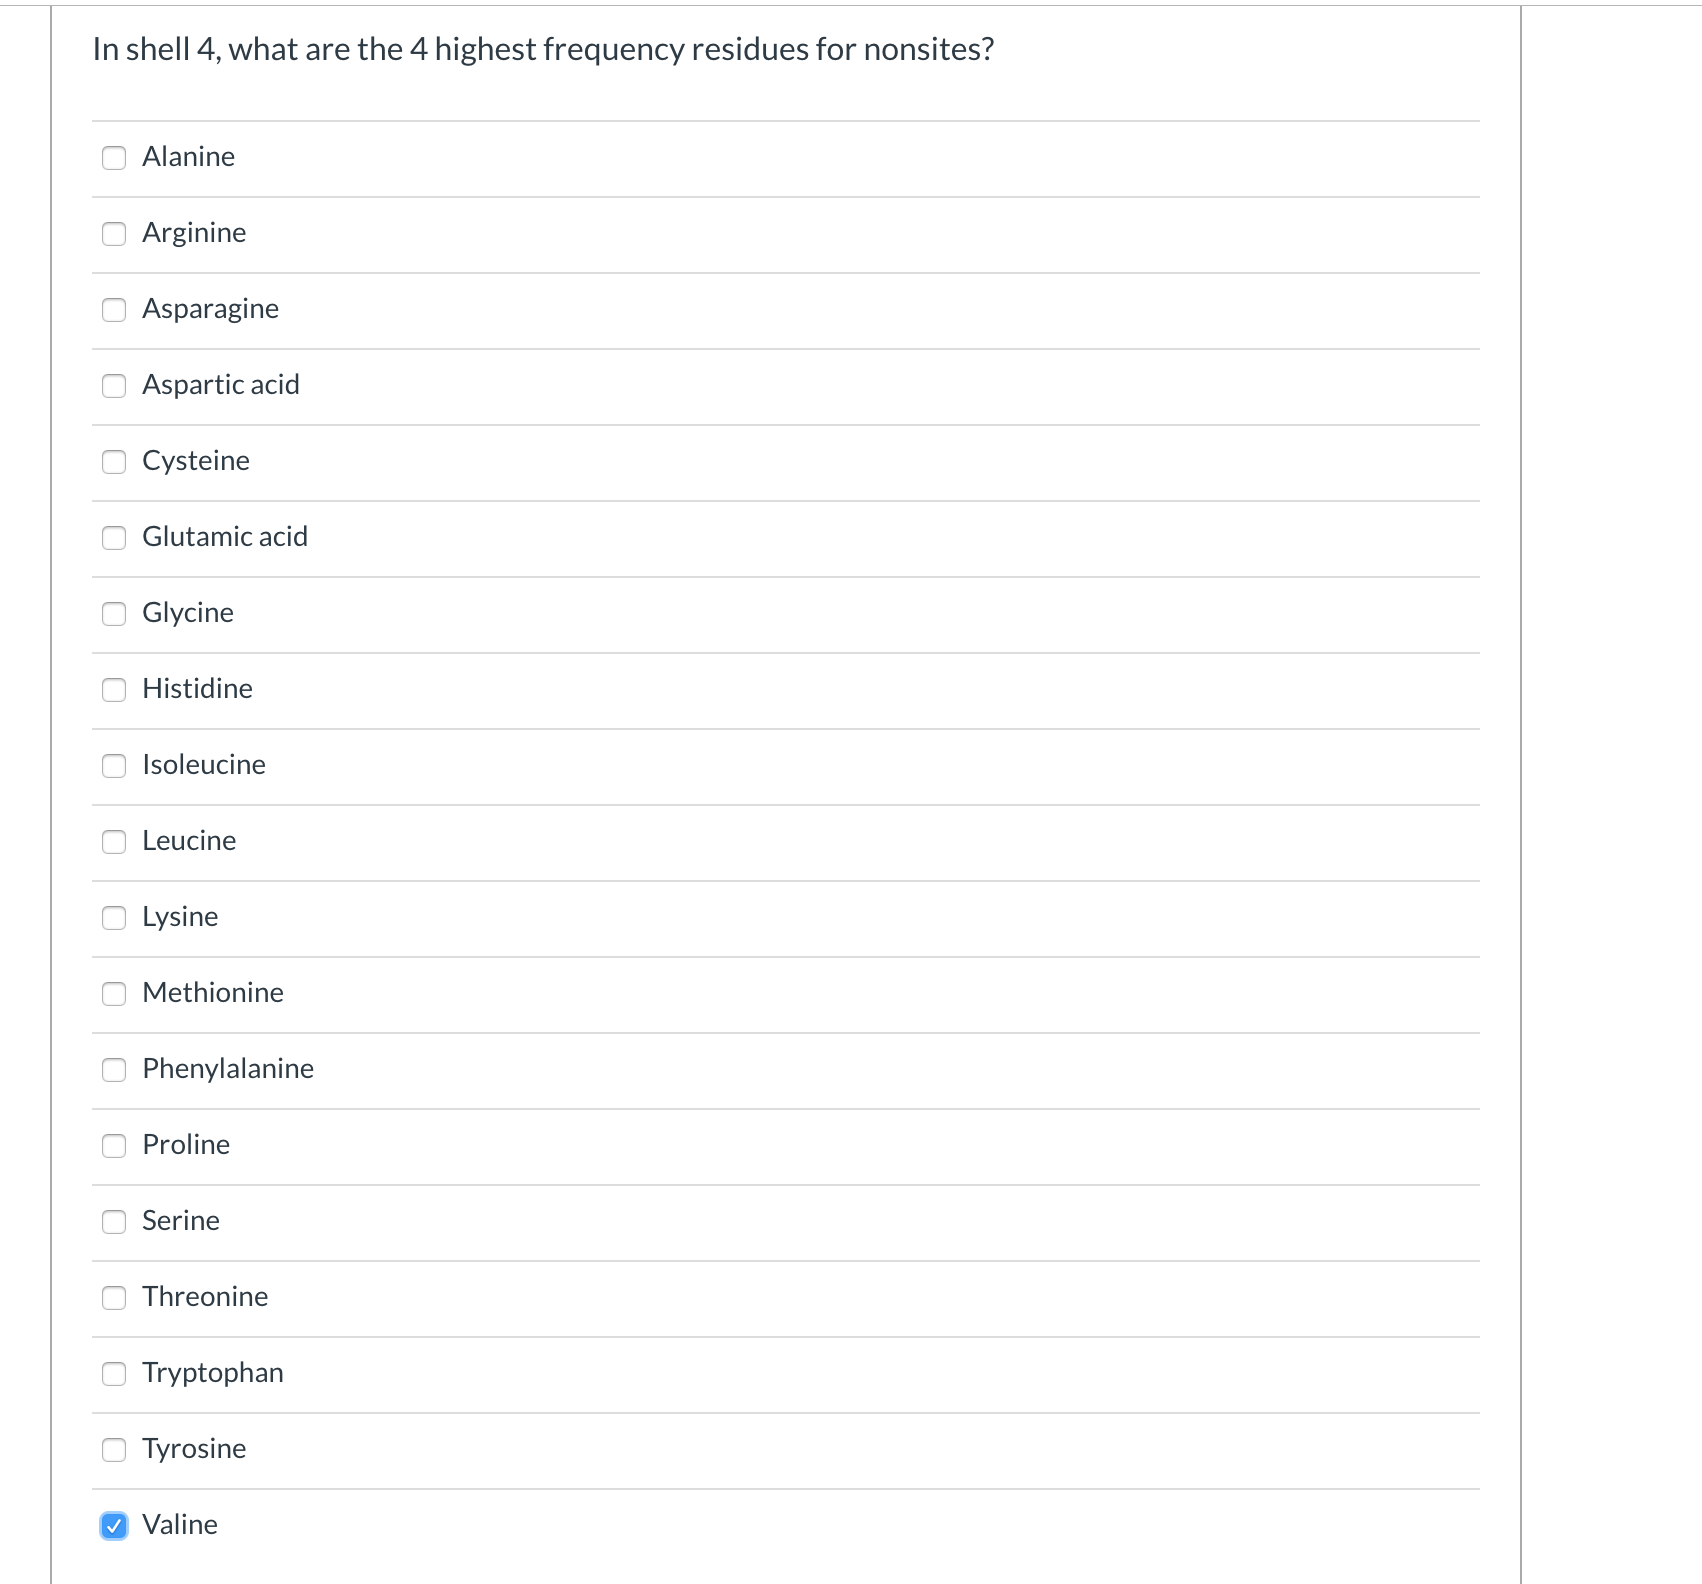 In shell 4, what are the 4 highest frequency residues for nonsites?
Alanine
Arginine
Asparagine
Aspartic acid
Cysteine
Glutamic acid
Glycine
Histidine
Isoleucine
Leucine
Lysine
Methionine
Phenylalanine
Proline
Serine
Threonine
Tryptophan
Tyrosine
Valine